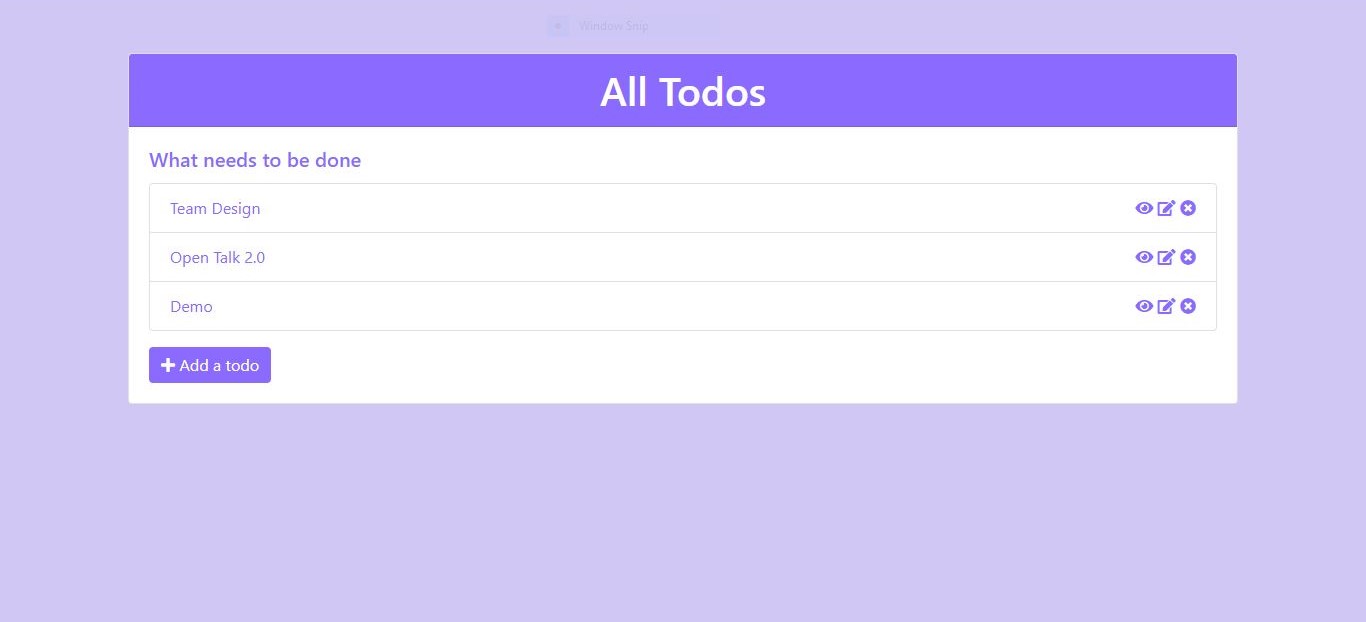 Window Snip
All Todos
What needs to be done
Team Design
Open Talk 2.0
Demo
Add a todo